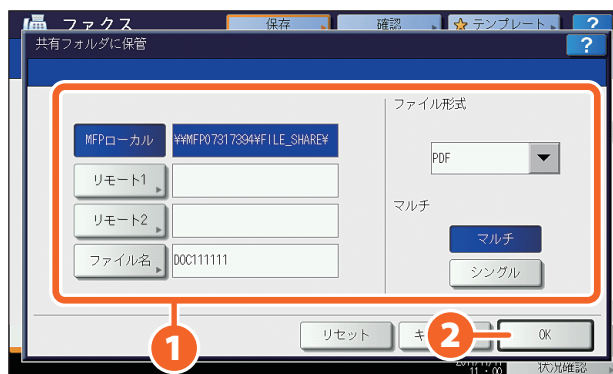 ファクス 保存 確認 テンプレート ?
共有フォルダに保管 ?
ファイル形式
MFPローカル ¥¥MFP07317394¥FILE_SHARE¥
PDF
リモート1
マルチ
リモート2
マルチ
ファイル名 DOC111111
シングル
1
リセット 2 OK
11:00 状況確認